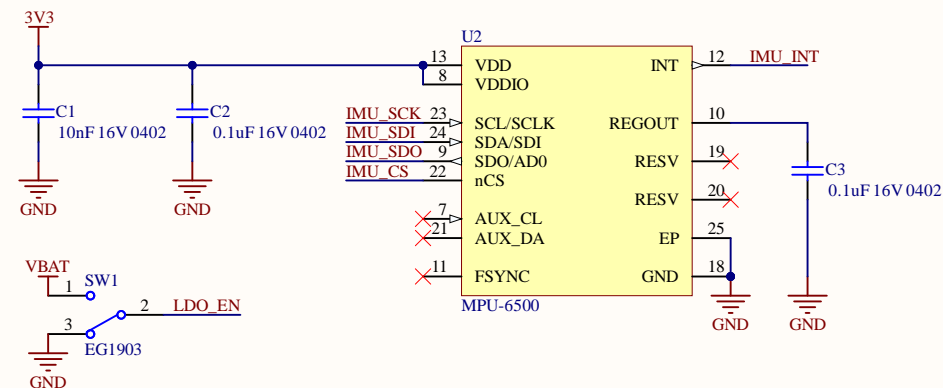 3V3
U2
13 VDD INT 12 IMU_INT
8 VDDIO
C1
10nF 16V 0402
C2
0.1uF 16V 0402
IMU_SCK 23 SCL/SCLK REGOUT 10
IMU_SDI 24 SDA/SDI
IMU_SDO 9 SDO/AD0 RESV 19
IMU_CS 22 nCS
C3
0.1uF 16V 0402
RESV 20
GND
GND
7 AUX_CL
21 AUX_DA EP 25
11 FSYNC GND 18
MPU-6500
GND
GND
VBAT
SW1
1
2 LDO_EN
3
EG1903
GND